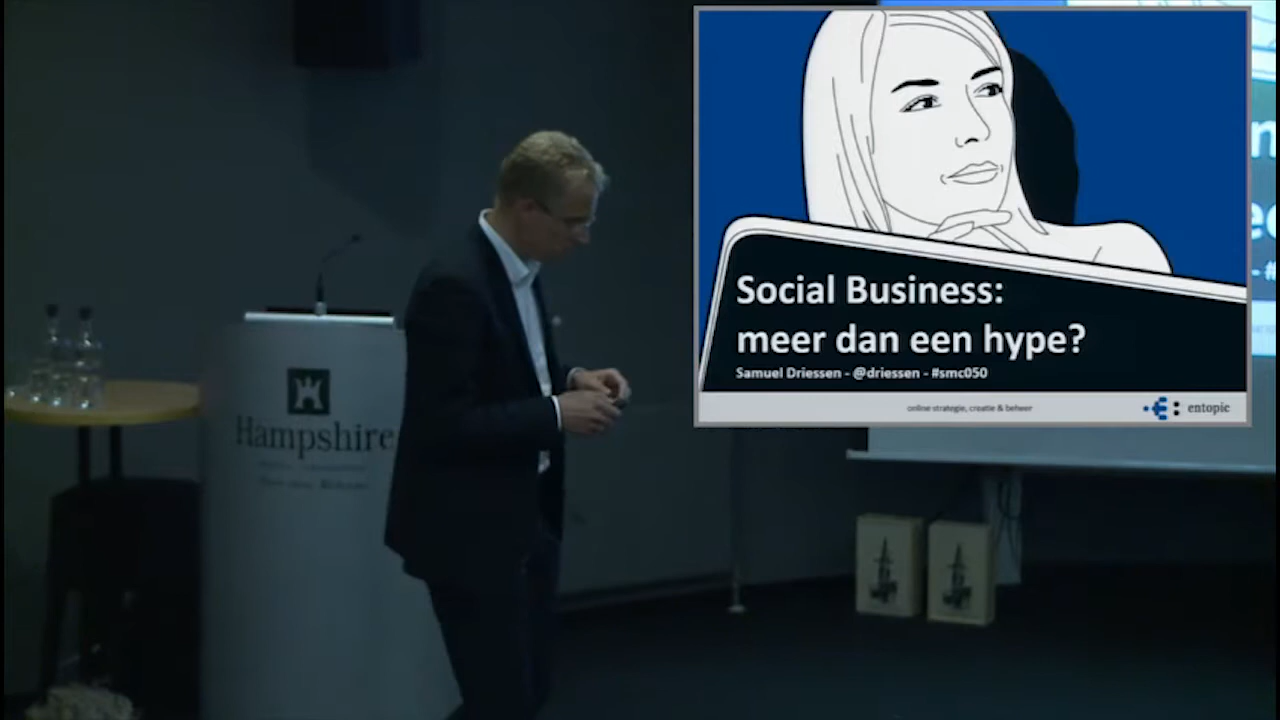 Social Business:
meer dan een hype?
Samuel Driessen - @driessen - #smc050
online strategie, creatie & beheer
entopic
Hampshire